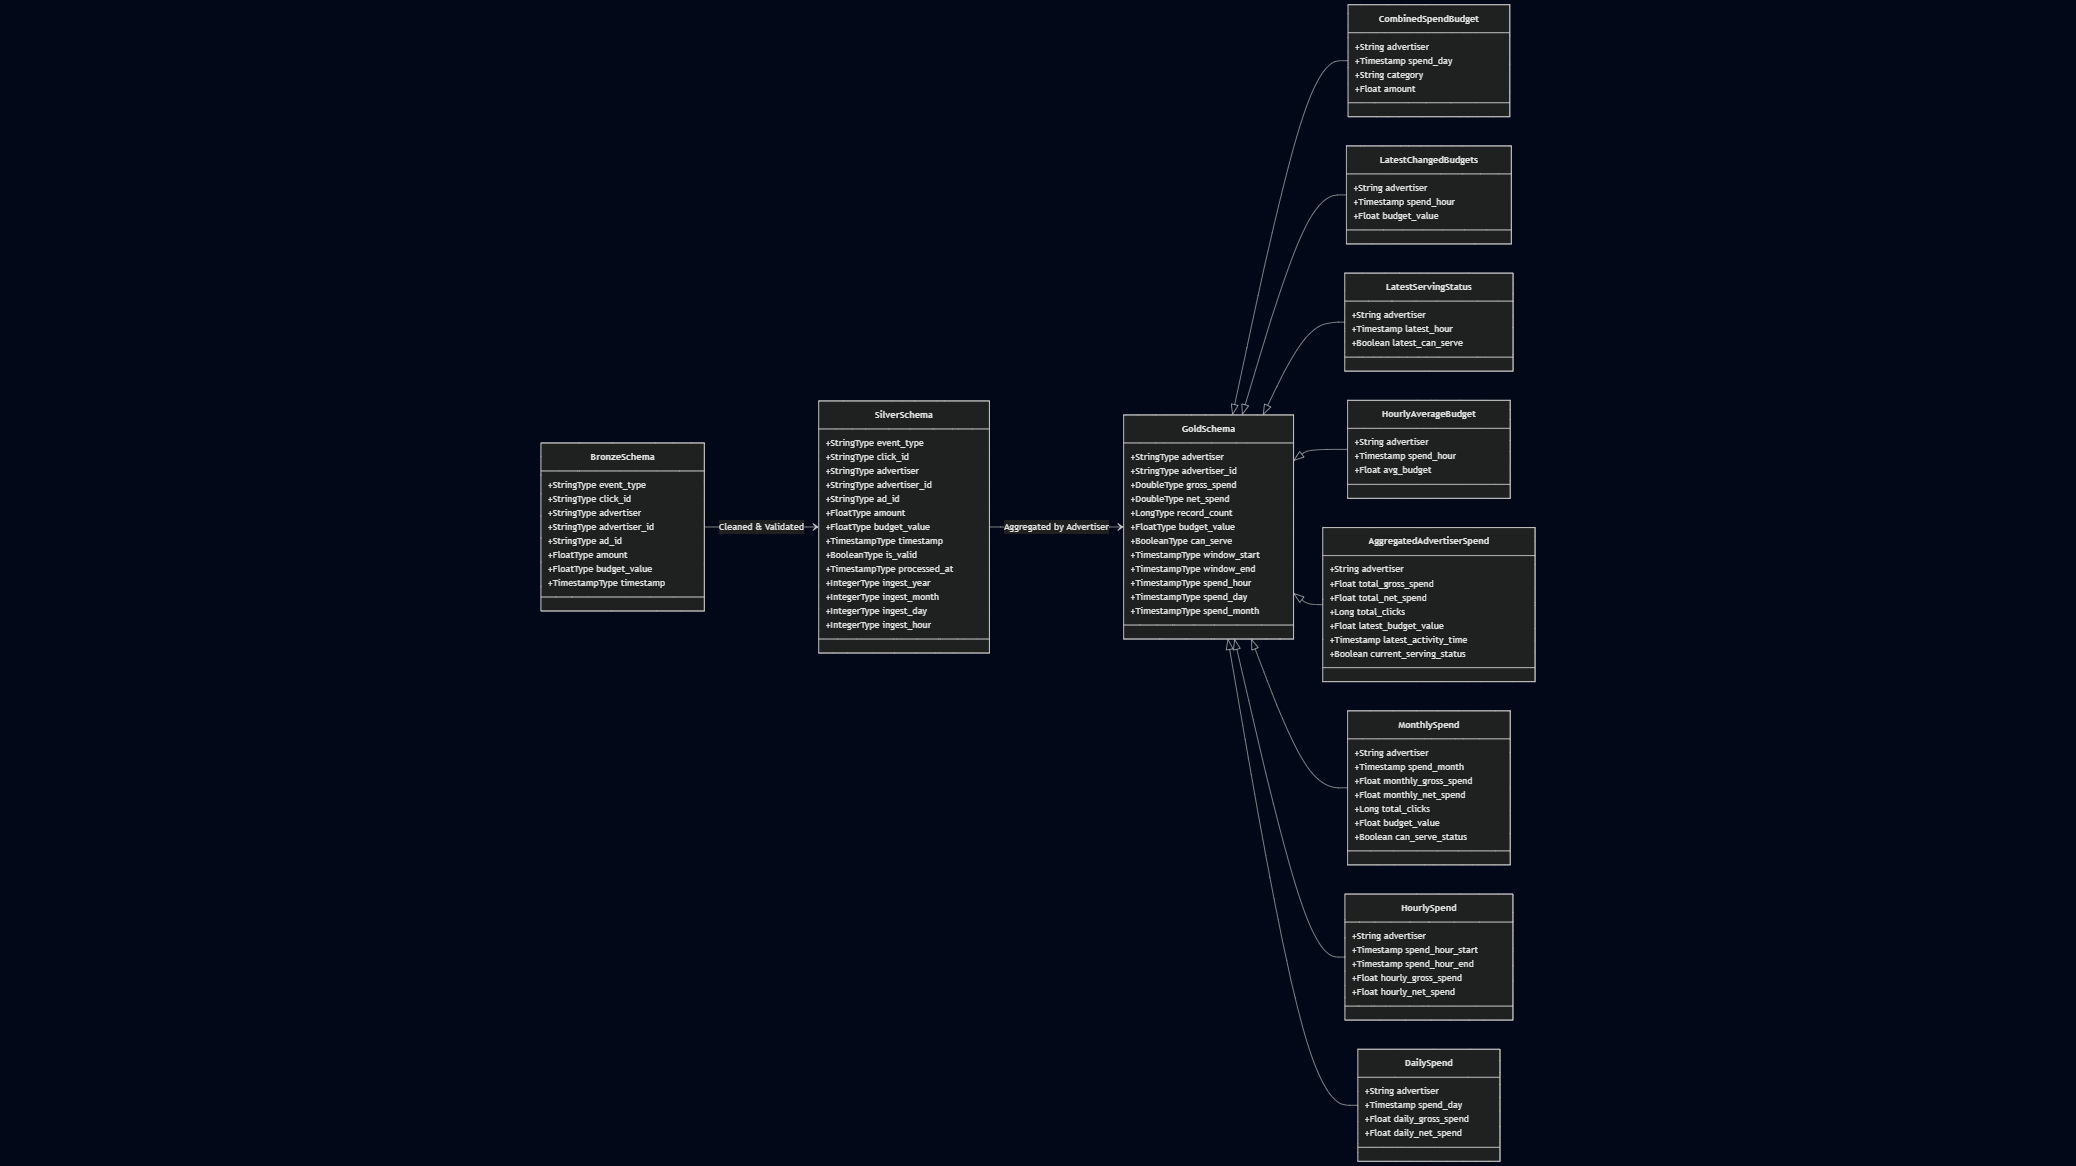 BronzeSchema
+StringType event_type
+StringType click_id
+StringType advertiser
+StringType advertiser_id
+StringType ad_id
+FloatType amount
+FloatType budget_value
+TimestampType timestamp
Cleaned & Validated
SilverSchema
+StringType event_type
+StringType click_id
+StringType advertiser
+StringType advertiser_id
+StringType ad_id
+FloatType amount
+FloatType budget_value
+TimestampType timestamp
+BooleanType is_valid
+TimestampType processed_at
+IntegerType ingest_year
+IntegerType ingest_month
+IntegerType ingest_day
+IntegerType ingest_hour
Aggregated by Advertiser
GoldSchema
+StringType advertiser
+StringType advertiser_id
+DoubleType gross_spend
+DoubleType net_spend
+LongType record_count
+FloatType budget_value
+BooleanType can_serve
+TimestampType window_start
+TimestampType window_end
+TimestampType spend_hour
+TimestampType spend_day
+TimestampType spend_month
CombinedSpendBudget
+String advertiser
+Timestamp spend_day
+String category
+Float amount
LatestChangedBudgets
+String advertiser
+Timestamp spend_hour
+Float budget_value
LatestServingStatus
+String advertiser
+Timestamp latest_hour
+Boolean latest_can_serve
HourlyAverageBudget
+String advertiser
+Timestamp spend_hour
+Float avg_budget
AggregatedAdvertiserSpend
+String advertiser
+Float total_gross_spend
+Float total_net_spend
+Long total_clicks
+Float latest_budget_value
+Timestamp latest_activity_time
+Boolean current_serving_status
MonthlySpend
+String advertiser
+Timestamp spend_month
+Float monthly_gross_spend
+Float monthly_net_spend
+Long total_clicks
+Float budget_value
+Boolean can_serve_status
HourlySpend
+String advertiser
+Timestamp spend_hour_start
+Timestamp spend_hour_end
+Float hourly_gross_spend
+Float hourly_net_spend
DailySpend
+String advertiser
+Timestamp spend_day
+Float daily_gross_spend
+Float daily_net_spend